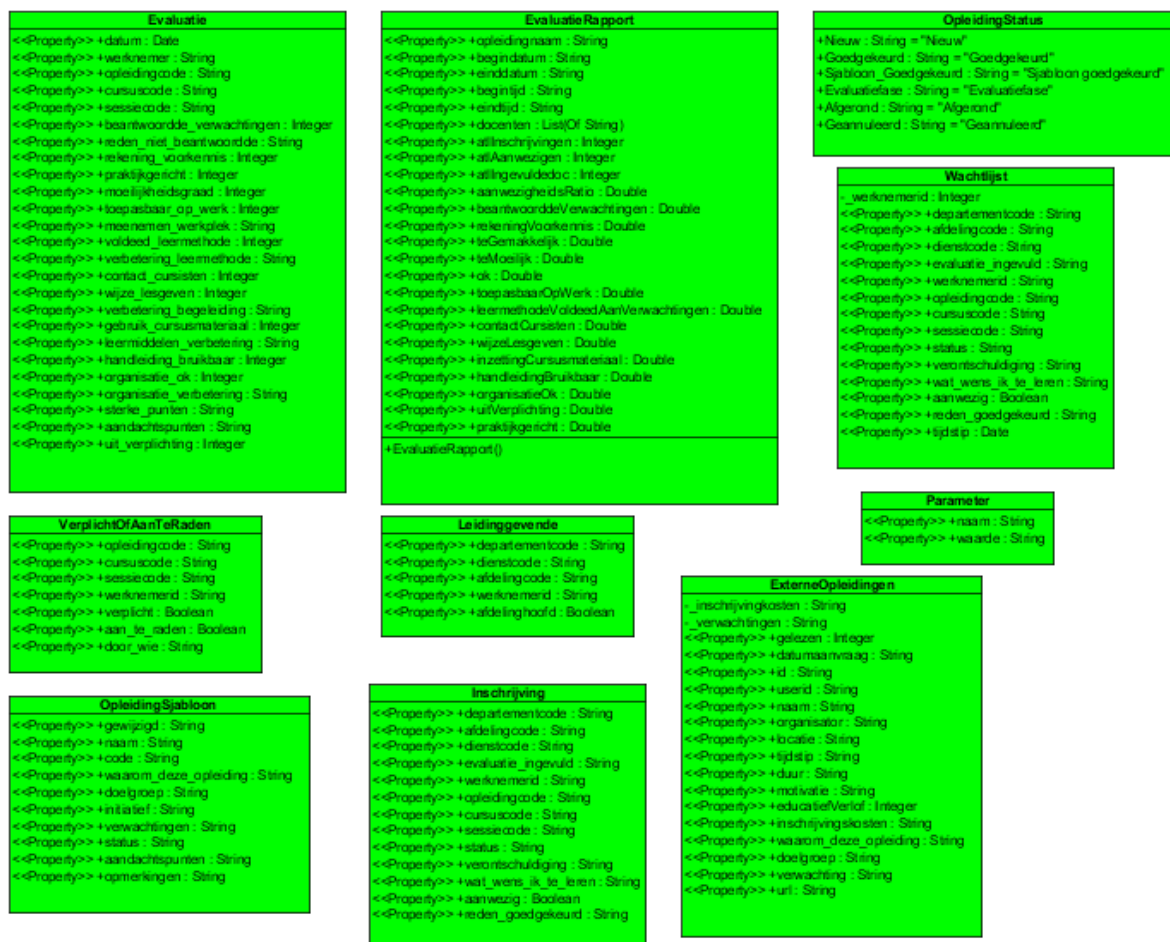 Evaluatie
<<Property>> +datum : Date
<<Property>> +werknemer : String
<<Property>> +opleidingcode : String
<<Property>> +cursuscode : String
<<Property>> +sessiecode : String
<<Property>> +beantwoordde_verwachtingen : Integer
<<Property>> +reden_niet_beantwoordde : String
<<Property>> +rekening_voorkennis : Integer
<<Property>> +praktijkgericht : Integer
<<Property>> +moeilijkheidsgraad : Integer
<<Property>> +toepasbaar_op_werk : Integer
<<Property>> +meenemen_werkplek : String
<<Property>> +voldeed_leermethode : Integer
<<Property>> +verbetering_leermethode : String
<<Property>> +contact_cursisten : Integer
<<Property>> +wijze_lesgeven : Integer
<<Property>> +verbetering_begeleiding : String
<<Property>> +gebruik_cursusmateriaal : Integer
<<Property>> +leermiddelen_verbetering : String
<<Property>> +handleiding_bruikbaar : Integer
<<Property>> +organisatie_ok : Integer
<<Property>> +organisatie_verbetering : String
<<Property>> +sterke_punten : String
<<Property>> +aandachtspunten : String
<<Property>> +uit_verplichting : Integer
EvaluatieRapport
<<Property>> +opleidingnaam : String
<<Property>> +begindatum : String
<<Property>> +einddatum : String
<<Property>> +begintijd : String
<<Property>> +eindtijd : String
<<Property>> +docenten : List(Of String)
<<Property>> +atlInschrijvingen : Integer
<<Property>> +atlAanwezigen : Integer
<<Property>> +atlIngevuldedoc : Integer
<<Property>> +aanwezigheidsRatio : Double
<<Property>> +beantwoorddeVerwachtingen : Double
<<Property>> +rekeningVoorkennis : Double
<<Property>> +teGemakkelijk : Double
<<Property>> +teMoeilijk : Double
<<Property>> +ok : Double
<<Property>> +toepasbaarOpWerk : Double
<<Property>> +leermethodeVoldeedAanVerwachtingen : Double
<<Property>> +contactCursisten : Double
<<Property>> +wijzeLesgeven : Double
<<Property>> +inzettingCursusmateriaal : Double
<<Property>> +handleidingBruikbaar : Double
<<Property>> +organisatieOk : Double
<<Property>> +uitVerplichting : Double
<<Property>> +praktijkgericht : Double
+EvaluatieRapport()
OpleidingStatus
+Nieuw : String = "Nieuw"
+Goedgekeurd : String = "Goedgekeurd"
+Sjabloon_Goedgekeurd : String = "Sjabloon goedgekeurd"
+Evaluatiefase : String = "Evaluatiefase"
+Afgerond : String = "Afgerond"
+Geannuleerd : String = "Geannuleerd"
Wachtlijst
-_werknemerid : Integer
<<Property>> +departementcode : String
<<Property>> +afdelingcode : String
<<Property>> +dienstcode : String
<<Property>> +evaluatie_ingevuld : String
<<Property>> +werknemerid : String
<<Property>> +opleidingcode : String
<<Property>> +cursuscode : String
<<Property>> +sessiecode : String
<<Property>> +status : String
<<Property>> +verontschuldiging : String
<<Property>> +wat_wens_ik_te_leren : String
<<Property>> +aanwezig : Boolean
<<Property>> +reden_goedgekeurd : String
<<Property>> +tijdstip : Date
Parameter
<<Property>> +naam : String
<<Property>> +waarde : String
VerplichtOfAanTeRaden
<<Property>> +opleidingcode : String
<<Property>> +cursuscode : String
<<Property>> +sessiecode : String
<<Property>> +werknemerid : String
<<Property>> +verplicht : Boolean
<<Property>> +aan_te_raden : Boolean
<<Property>> +door_wie : String
Leidinggevende
<<Property>> +departementcode : String
<<Property>> +dienstcode : String
<<Property>> +afdelingcode : String
<<Property>> +werknemerid : String
<<Property>> +afdelinghoofd : Boolean
ExterneOpleidingen
-_inschrijvingkosten : String
-_verwachtingen : String
<<Property>> +gelezen : Integer
<<Property>> +datumaanvraag : String
<<Property>> +id : String
<<Property>> +userid : String
<<Property>> +naam : String
<<Property>> +organisator : String
<<Property>> +locatie : String
<<Property>> +tijdstip : String
<<Property>> +duur : String
<<Property>> +motivatie : String
<<Property>> +educatiefVerlof : Integer
<<Property>> +inschrijvingskosten : String
<<Property>> +waarom_deze_opleiding : String
<<Property>> +doelgroep : String
<<Property>> +verwachting : String
<<Property>> +url : String
OpleidingSjabloon
<<Property>> +gewijzigd : String
<<Property>> +naam : String
<<Property>> +code : String
<<Property>> +waarom_deze_opleiding : String
<<Property>> +doelgroep : String
<<Property>> +initiatief : String
<<Property>> +verwachtingen : String
<<Property>> +status : String
<<Property>> +aandachtspunten : String
<<Property>> +opmerkingen : String
Inschrijving
<<Property>> +departementcode : String
<<Property>> +afdelingcode : String
<<Property>> +dienstcode : String
<<Property>> +evaluatie_ingevuld : String
<<Property>> +werknemerid : String
<<Property>> +opleidingcode : String
<<Property>> +cursuscode : String
<<Property>> +sessiecode : String
<<Property>> +status : String
<<Property>> +verontschuldiging : String
<<Property>> +wat_wens_ik_te_leren : String
<<Property>> +aanwezig : Boolean
<<Property>> +reden_goedgekeurd : String